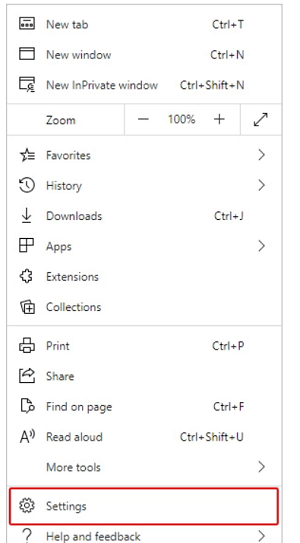 New tab Ctrl+T
New window Ctrl+N
New InPrivate window Ctrl+Shift+N
Zoom — 100% +
Favorites
History
Downloads Ctrl+J
Apps
Extensions
Collections
Print Ctrl+P
Share
Find on page Ctrl+F
Read aloud Ctrl+Shift+U
More tools
Settings
Help and feedback